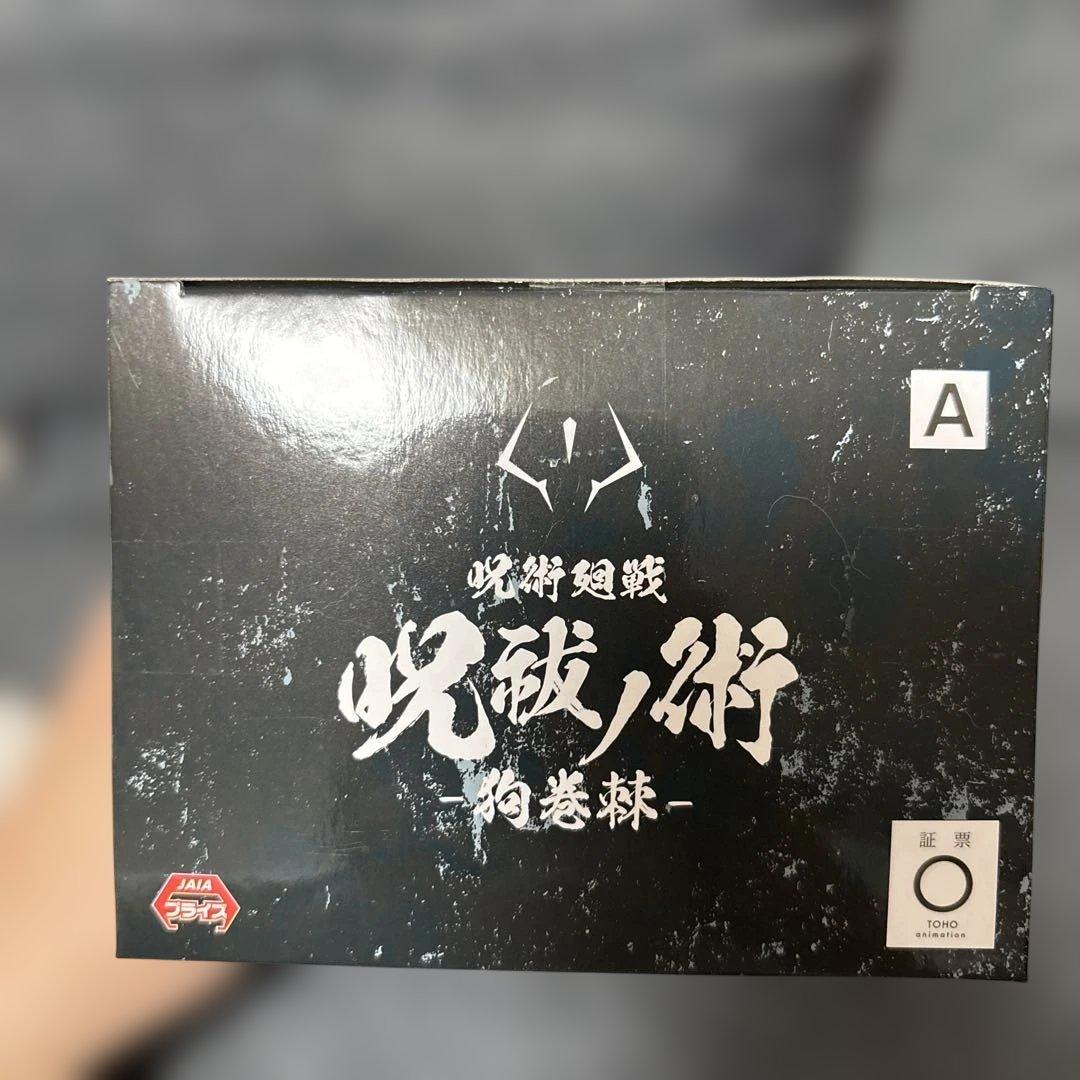 A
呪術廻戦
呪祓ノ術
-狗巻棘-
JAIA
プライズ
証 票
TOHO
animation